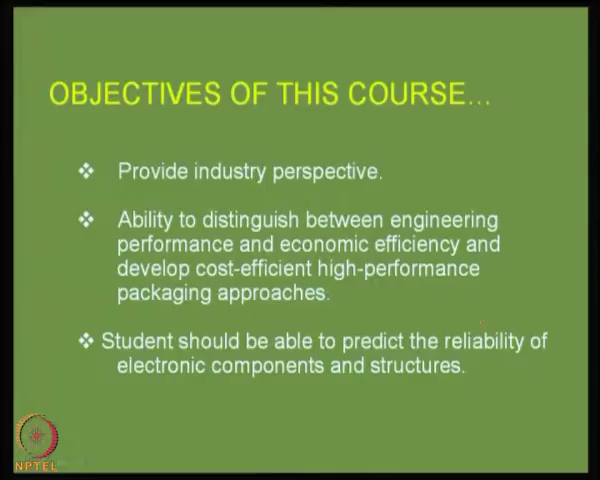 OBJECTIVES OF THIS COURSE...
❖ Provide industry perspective.
❖ Ability to distinguish between engineering
performance and economic efficiency and
develop cost-efficient high-performance
packaging approaches.
❖ Student should be able to predict the reliability of
electronic components and structures.
NPTEL